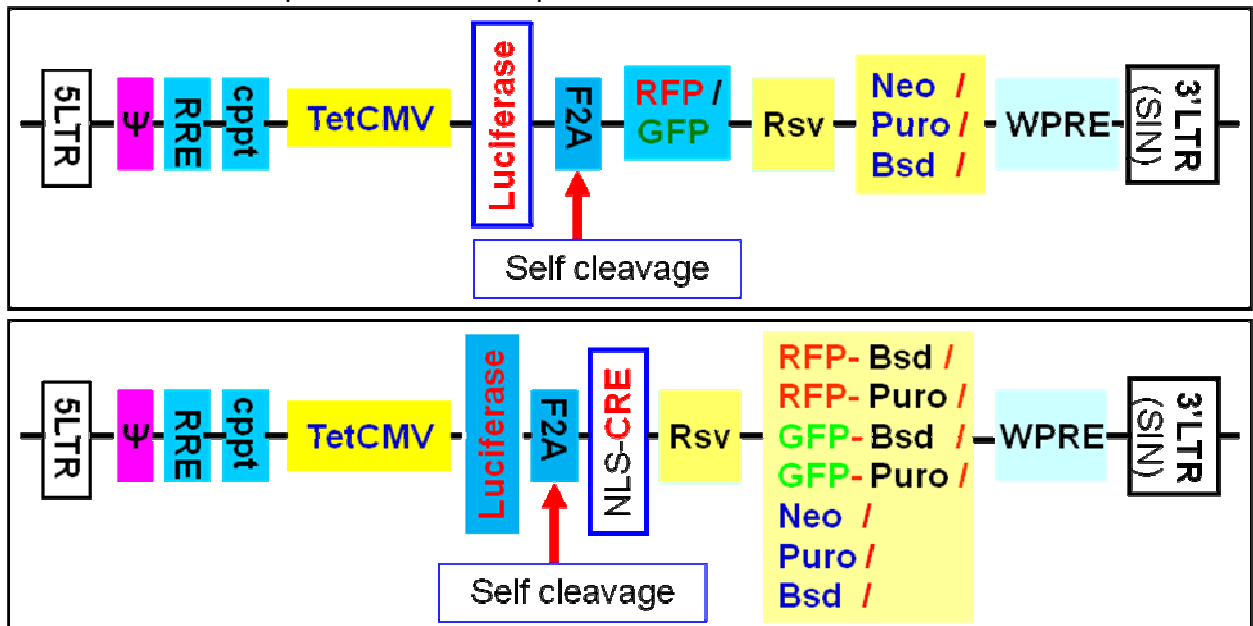 5LTR
Ψ
RRE
cppt
TetCMV
Luciferase
F2A
RFP /
GFP
Rsv
Neo /
Puro /
Bsd /
WPRE
3'LTR
(SIN)
Self cleavage
5LTR
Ψ
RRE
cppt
TetCMV
Luciferase
F2A
NLS-CRE
Rsv
RFP- Bsd /
RFP- Puro /
GFP- Bsd /
GFP- Puro /
Neo /
Puro /
Bsd /
WPRE
3'LTR
(SIN)
Self cleavage